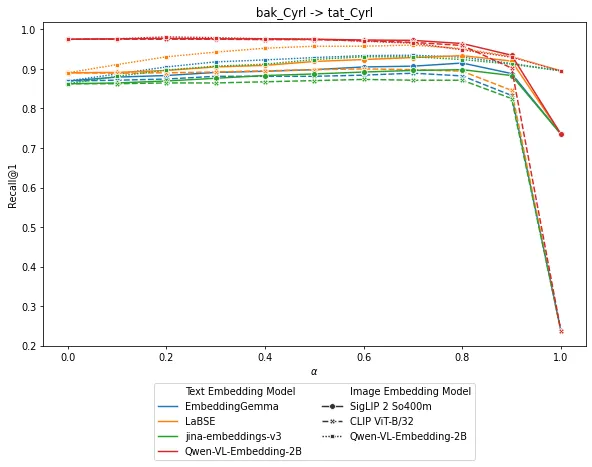 bak_Cyrl -> tat_Cyrl
Recall@1
1.0
0.9
0.8
0.7
0.6
0.5
0.4
0.3
0.2
0.0 0.2 0.4 0.6 0.8 1.0
α
Text Embedding Model Image Embedding Model
EmbeddingGemma SigLIP 2 So400m
LaBSE CLIP ViT-B/32
jina-embeddings-v3 Qwen-VL-Embedding-2B
Qwen-VL-Embedding-2B